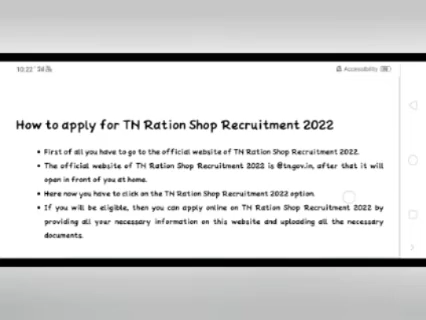 10:22
Accessibility
How to apply for TN Ration Shop Recruitment 2022
• First of all you have to go to the official website of TN Ration Shop Recruitment 2022.
• The official website of TN Ration Shop Recruitment 2022 is @tngov.in, after that it will
open in front of you at home.
• Here now you have to click on the TN Ration Shop Recruitment 2022 option.
• If you will be eligible, then you can apply online on TN Ration Shop Recruitment 2022 by
providing all your necessary information on this website and uploading all the necessary
documents.